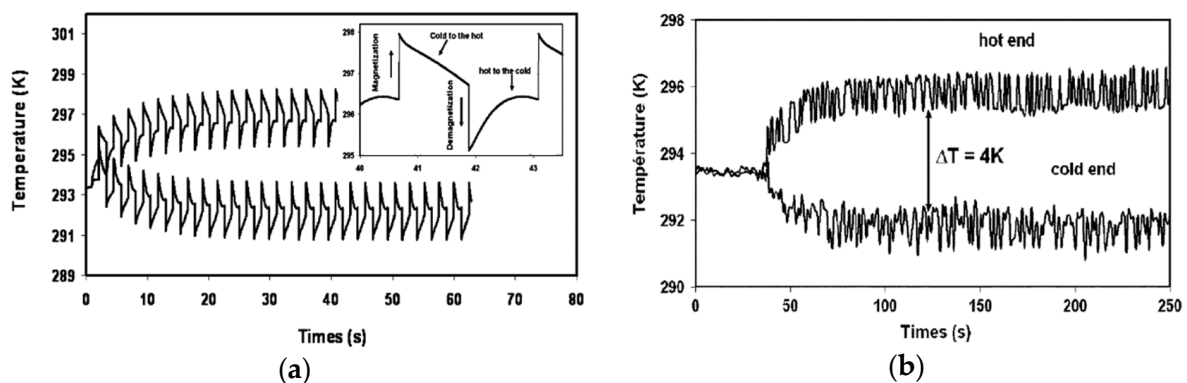 301
299
297
295
293
291
289
Temperature (K)
0 10 20 30 40 50 60 70 80
Times (s)
298
297
296
295
40 41 42 43
Magnetization
Cold to the hot
Demagnetization
hot to the cold
(a)
298
296
294
292
290
Température (K)
hot end
ΔT = 4K
cold end
0 50 100 150 200 250
Times (s)
(b)